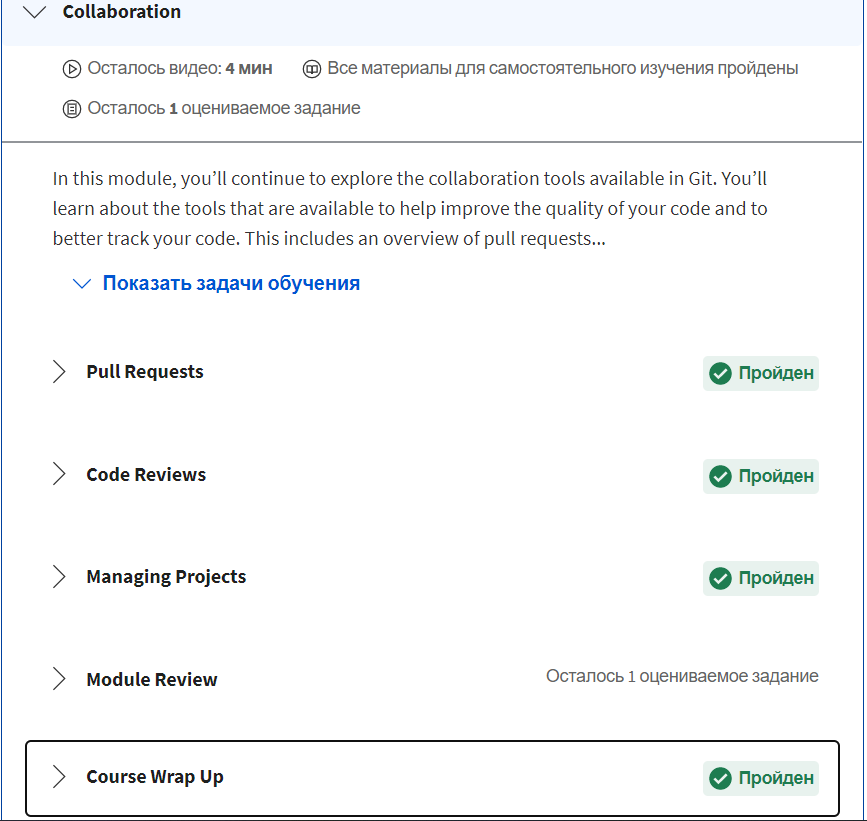 Collaboration
Осталось видео: 4 мин Все материалы для самостоятельного изучения пройдены
Осталось 1 оцениваемое задание
In this module, you’ll continue to explore the collaboration tools available in Git. You’ll
learn about the tools that are available to help improve the quality of your code and to
better track your code. This includes an overview of pull requests...
Показать задачи обучения
Pull Requests Пройден
Code Reviews Пройден
Managing Projects Пройден
Module Review Осталось 1 оцениваемое задание
Course Wrap Up Пройден